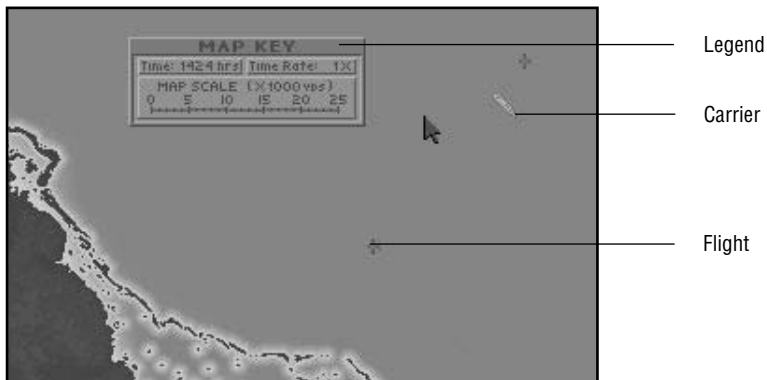 MAP KEY
Time: 1424 hrs Time Rate: 1X
MAP SCALE (X1000 yds)
0 5 10 15 20 25
Legend
Carrier
Flight